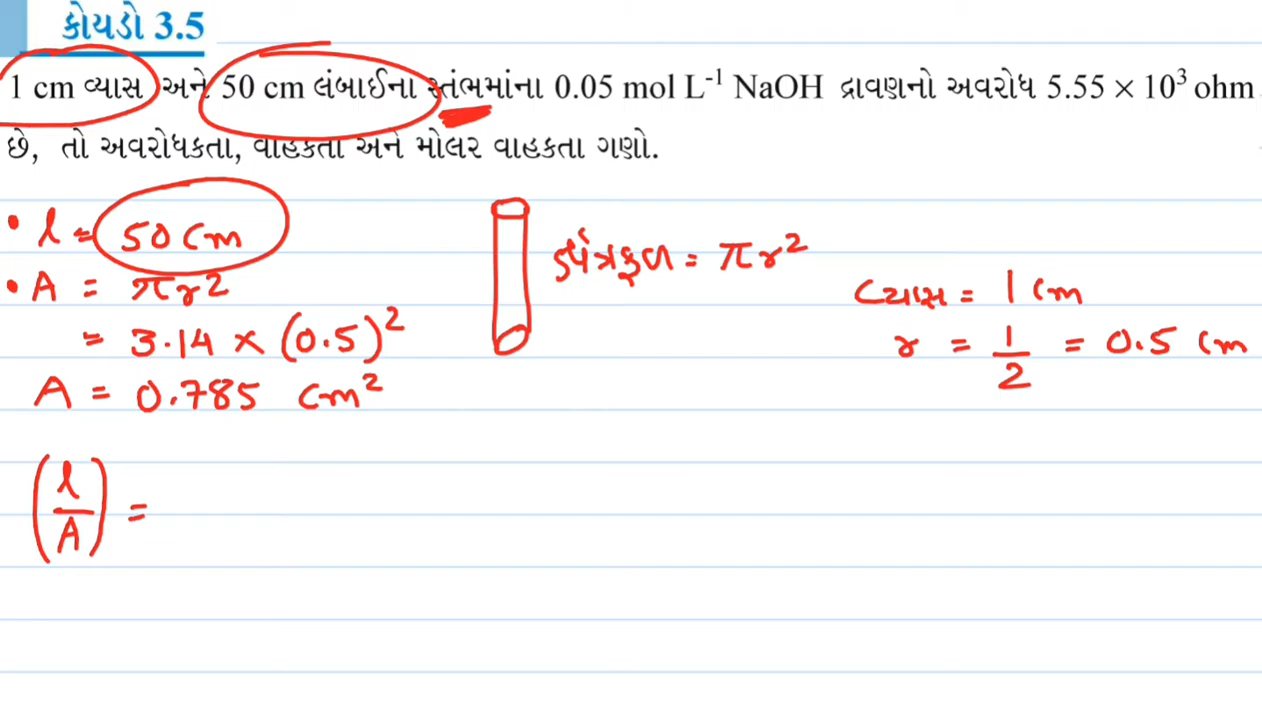 કોયડો 3.5
1 cm વ્યાસ અને 50 cm લંબાઈના સ્તંભમાંના 0.05 mol L⁻¹ NaOH દ્રાવણનો અવરોધ 5.55 × 10³ ohm
છે, તો અવરોધકતા, વાહકતા અને મોલર વાહકતા ગણો.
• l = 50 cm
• A = πr²
= 3.14 × (0.5)²
A = 0.785 cm²
ક્ષેત્રફળ = πr²
વ્યાસ = 1 cm
r = 1/2 = 0.5 cm
(l/A) =